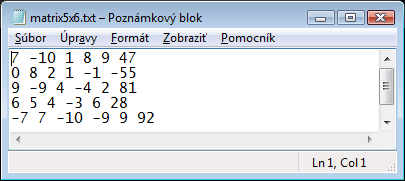 matrix5x6.txt – Poznámkový blok
Súbor Úpravy Formát Zobraziť Pomocník
7 -10 1 8 9 47
0 8 2 1 -1 -55
9 -9 4 -4 2 81
6 5 4 -3 6 28
-7 7 -10 -9 9 92
Ln 1, Col 1